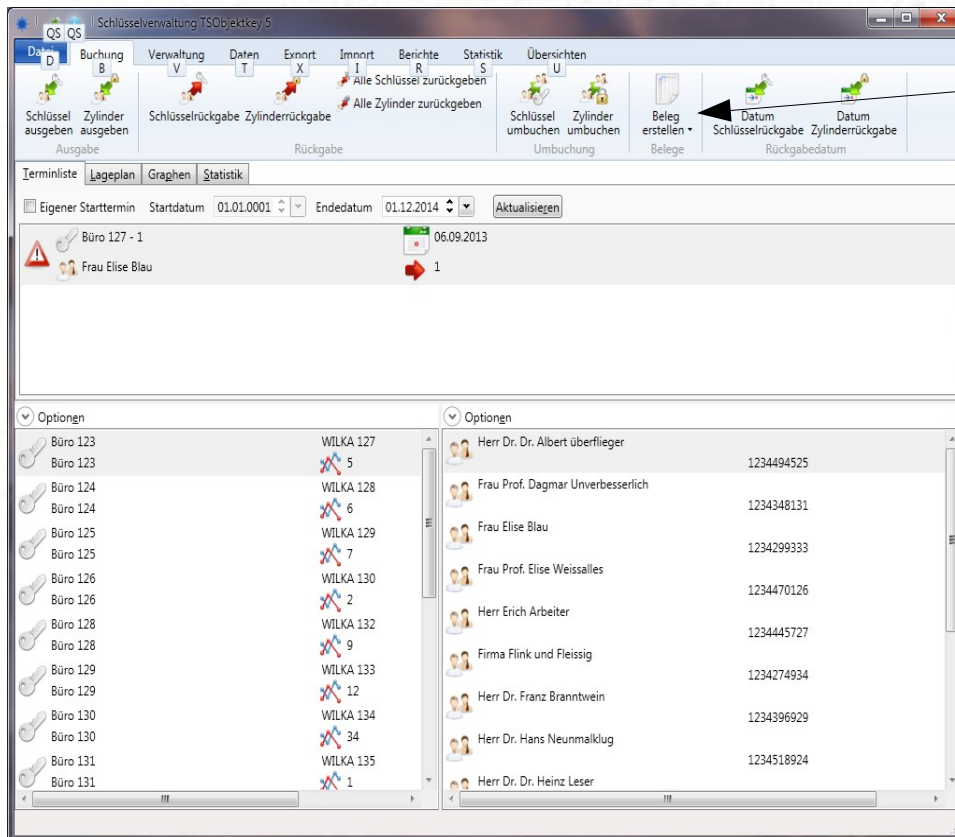 Schlüsselverwaltung TSObjektkey 5
QS QS
Datei Buchung Verwaltung Daten Export Import Berichte Statistik Übersichten
D B V T X I R S U
Schlüssel ausgeben
Zylinder ausgeben
Ausgabe
Schlüsselrückgabe
Zylinderrückgabe
Alle Schlüssel zurückgeben
Alle Zylinder zurückgeben
Rückgabe
Schlüssel umbuchen
Zylinder umbuchen
Umbuchung
Beleg erstellen
Belege
Datum Schlüsselrückgabe
Datum Zylinderrückgabe
Rückgabedatum
Terminliste Lageplan Graphen Statistik
Eigener Starttermin Startdatum 01.01.0001 Endedatum 01.12.2014 Aktualisieren
Büro 127 - 1 06.09.2013
Frau Elise Blau 1
Optionen
Büro 123 WILKA 127
Büro 123 5
Büro 124 WILKA 128
Büro 124 6
Büro 125 WILKA 129
Büro 125 7
Büro 126 WILKA 130
Büro 126 2
Büro 128 WILKA 132
Büro 128 9
Büro 129 WILKA 133
Büro 129 12
Büro 130 WILKA 134
Büro 130 34
Büro 131 WILKA 135
Büro 131 1
Optionen
Herr Dr. Dr. Albert überflieger
1234494525
Frau Prof. Dagmar Unverbesserlich
1234348131
Frau Elise Blau
1234299333
Frau Prof. Elise Weissalles
1234470126
Herr Erich Arbeiter
1234445727
Firma Flink und Fleissig
1234274934
Herr Dr. Franz Branntwein
1234396929
Herr Dr. Hans Neunmalklug
1234518924
Herr Dr. Dr. Heinz Leser